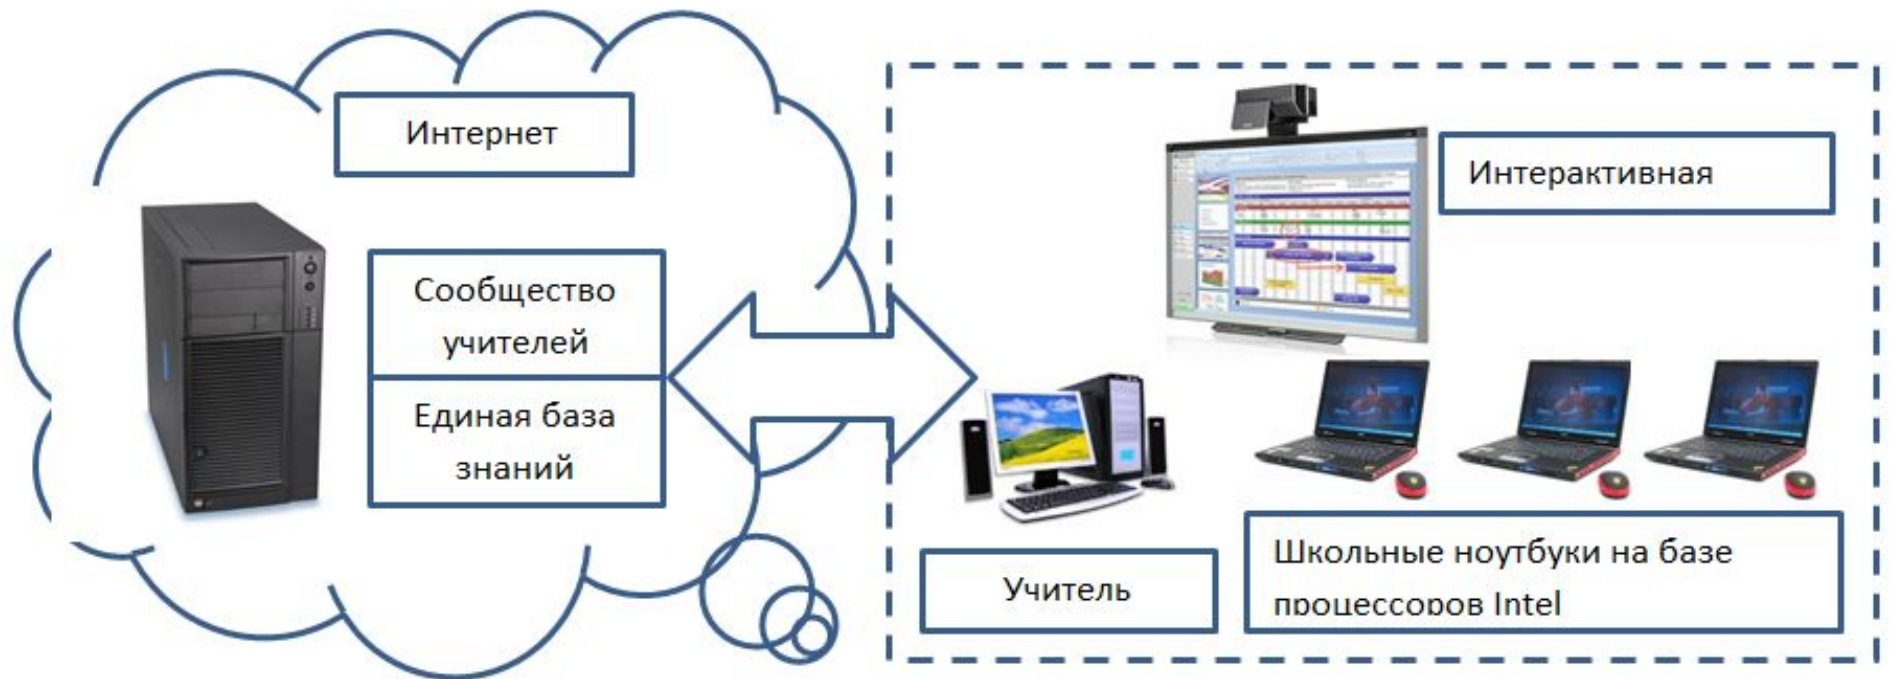 Интернет
Сообщество
учителей
Единая база
знаний
Интерактивная
Учитель
Школьные ноутбуки на базе
процессоров Intel